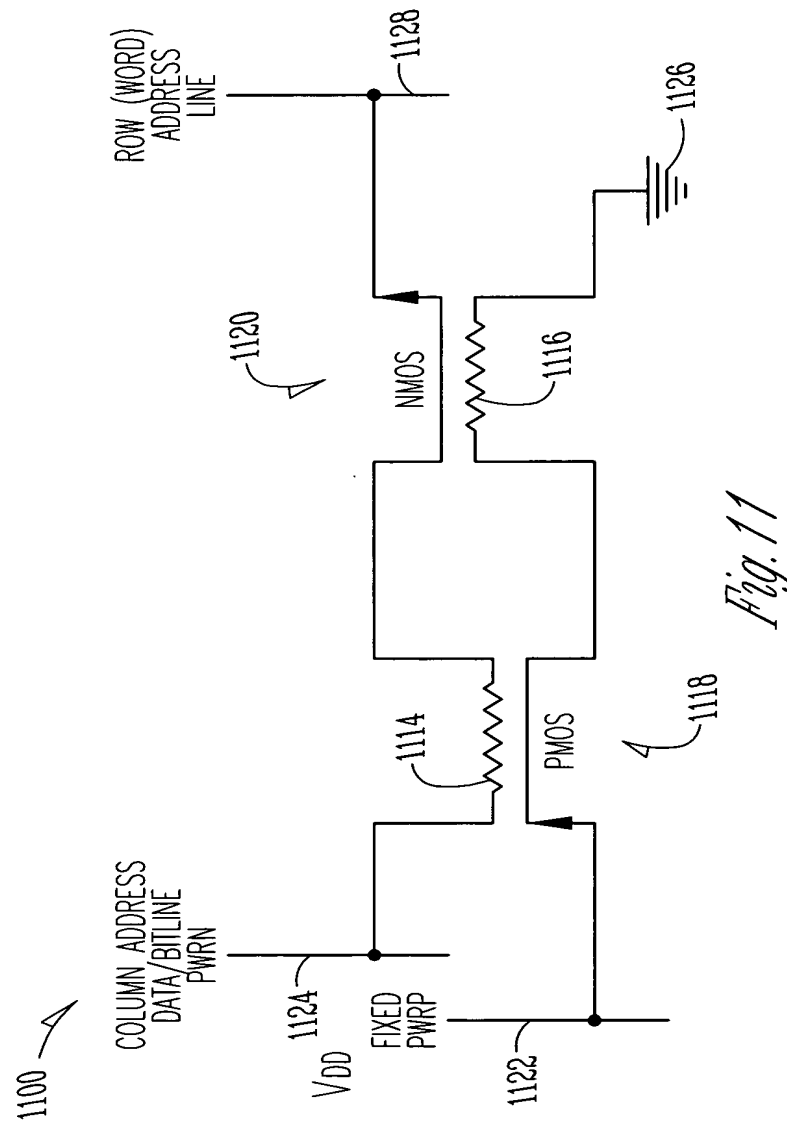 1100
COLUMN ADDRESS
DATA/BITLINE
PWRN
1124
VDD
FIXED
PWRP
1122
1114
PMOS
1118
1120
NMOS
1116
ROW (WORD)
ADDRESS
LINE
1128
1126
Fig. 11